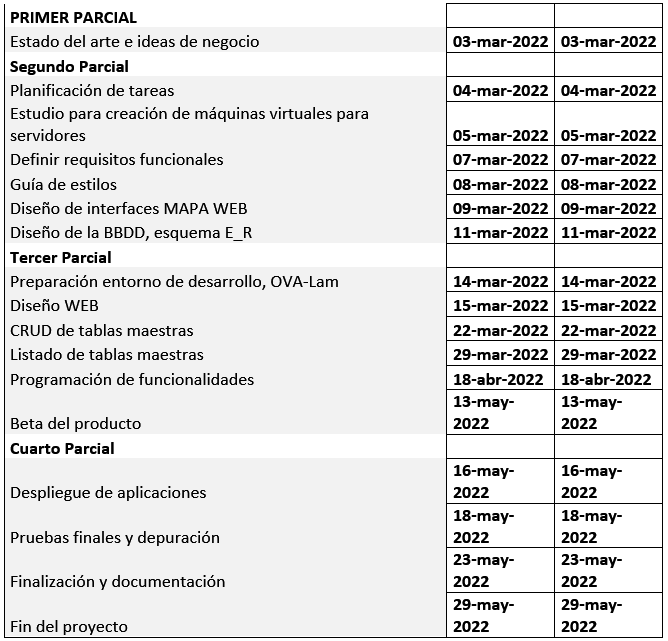 PRIMER PARCIAL
Estado del arte e ideas de negocio 03-mar-2022 03-mar-2022
Segundo Parcial
Planificación de tareas 04-mar-2022 04-mar-2022
Estudio para creación de máquinas virtuales para
servidores 05-mar-2022 05-mar-2022
Definir requisitos funcionales 07-mar-2022 07-mar-2022
Guía de estilos 08-mar-2022 08-mar-2022
Diseño de interfaces MAPA WEB 09-mar-2022 09-mar-2022
Diseño de la BBDD, esquema E_R 11-mar-2022 11-mar-2022
Tercer Parcial
Preparación entorno de desarrollo, OVA-Lam 14-mar-2022 14-mar-2022
Diseño WEB 15-mar-2022 15-mar-2022
CRUD de tablas maestras 22-mar-2022 22-mar-2022
Listado de tablas maestras 29-mar-2022 29-mar-2022
Programación de funcionalidades 18-abr-2022 18-abr-2022
13-may- 13-may-
Beta del producto 2022 2022
Cuarto Parcial
16-may- 16-may-
Despliegue de aplicaciones 2022 2022
18-may- 18-may-
Pruebas finales y depuración 2022 2022
23-may- 23-may-
Finalización y documentación 2022 2022
29-may- 29-may-
Fin del proyecto 2022 2022